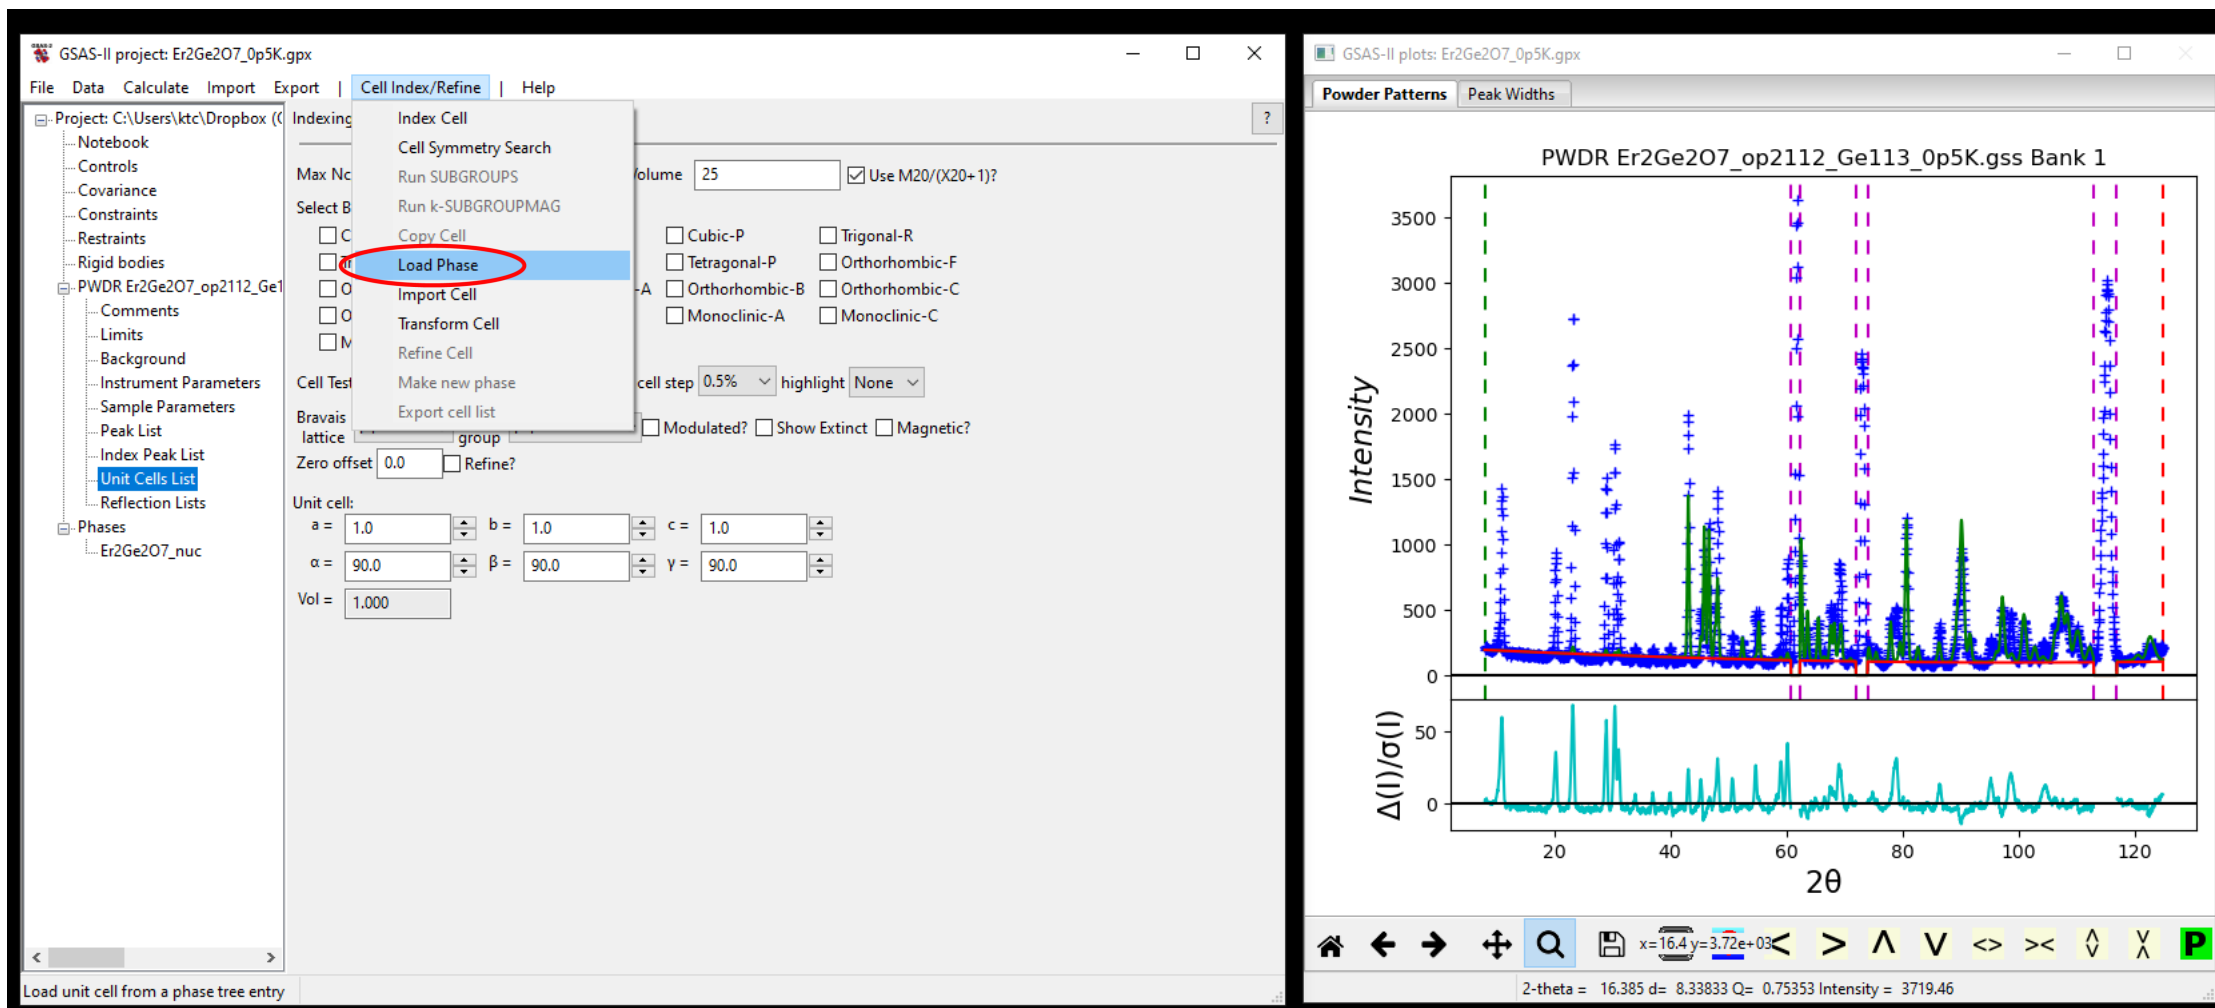 GSAS-II project: Er2Ge2O7_0p5K.gpx
File Data Calculate Import Export | Cell Index/Refine | Help
Project: C:\Users\ktc\Dropbox (
Notebook
Controls
Covariance
Constraints
Restraints
Rigid bodies
PWDR Er2Ge2O7_op2112_Ge1
Comments
Limits
Background
Instrument Parameters
Sample Parameters
Peak List
Index Peak List
Unit Cells List
Reflection Lists
Phases
Er2Ge2O7_nuc
Index Cell
Cell Symmetry Search
Run SUBGROUPS
Run k-SUBGROUPMAG
Copy Cell
Load Phase
Import Cell
Transform Cell
Refine Cell
Make new phase
Export cell list
Indexing ?
Max Nc olume 25 Use M20/(X20+1)?
Select B
C Cubic-P Trigonal-R
Tetragonal-P Orthorhombic-F
O -A Orthorhombic-B Orthorhombic-C
O Monoclinic-A Monoclinic-C
M
Cell Test cell step 0.5% highlight None
Bravais lattice group Modulated? Show Extinct Magnetic?
Zero offset 0.0 Refine?
Unit cell:
a = 1.0 b = 1.0 c = 1.0
α = 90.0 β = 90.0 γ = 90.0
Vol = 1.000
Load unit cell from a phase tree entry
GSAS-II plots: Er2Ge2O7_0p5K.gpx
Powder Patterns Peak Widths
PWDR Er2Ge2O7_op2112_Ge113_0p5K.gss Bank 1
Intensity
3500
3000
2500
2000
1500
1000
500
0
Δ(I)/σ(I)
50
0
20 40 60 80 100 120
2θ
x=16.4 y=3.72e+03
P
2-theta = 16.385 d= 8.33833 Q= 0.75353 Intensity = 3719.46